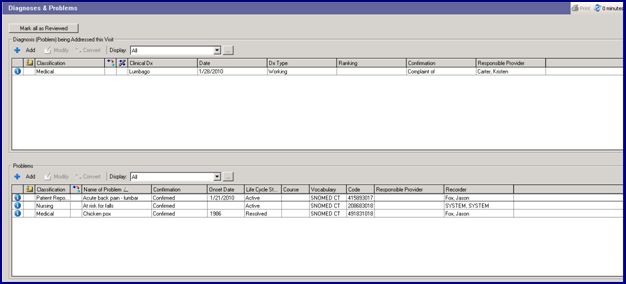 Diagnoses & Problems
Print 0 minutes
Mark all as Reviewed
Diagnosis (Problem) being Addressed this Visit
Add Modify Convert Display: All ...
Classification Clinical Dx Date Dx Type Ranking Confirmation Responsible Provider
Medical Lumbago 1/28/2010 Working Complaint of Carter, Kristen
Problems
Add Modify Convert Display: All ...
Classification Name of Problem Confirmation Onset Date Life Cycle St... Course Vocabulary Code Responsible Provider Recorder
Patient Repo... Acute back pain - lumbar Confirmed 1/21/2010 Active SNOMED CT 415893017 Fox, Jason
Nursing At risk for falls Confirmed Active SNOMED CT 208683018 SYSTEM, SYSTEM
Medical Chicken pox Confirmed 1986 Resolved SNOMED CT 491831018 Fox, Jason